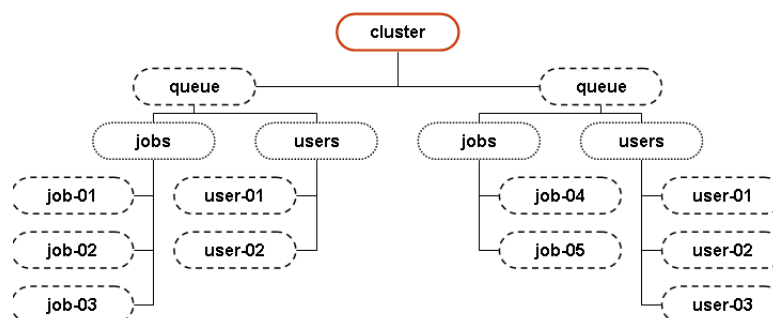 cluster
queue
queue
jobs
users
jobs
users
job-01
user-01
job-04
user-01
job-02
user-02
job-05
user-02
job-03
user-03